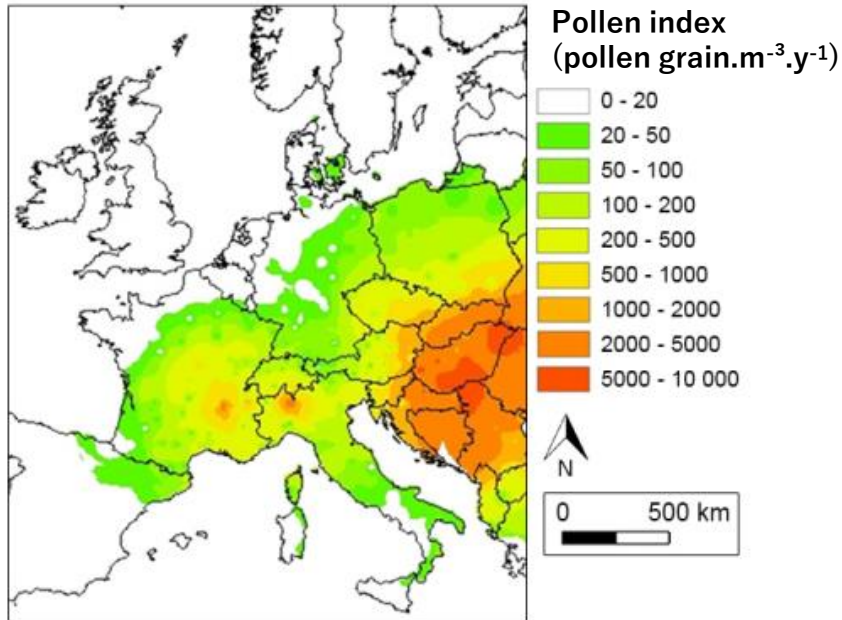 Pollen index
(pollen grain.m⁻³.y⁻¹)
0 - 20
20 - 50
50 - 100
100 - 200
200 - 500
500 - 1000
1000 - 2000
2000 - 5000
5000 - 10 000
N
0 500 km